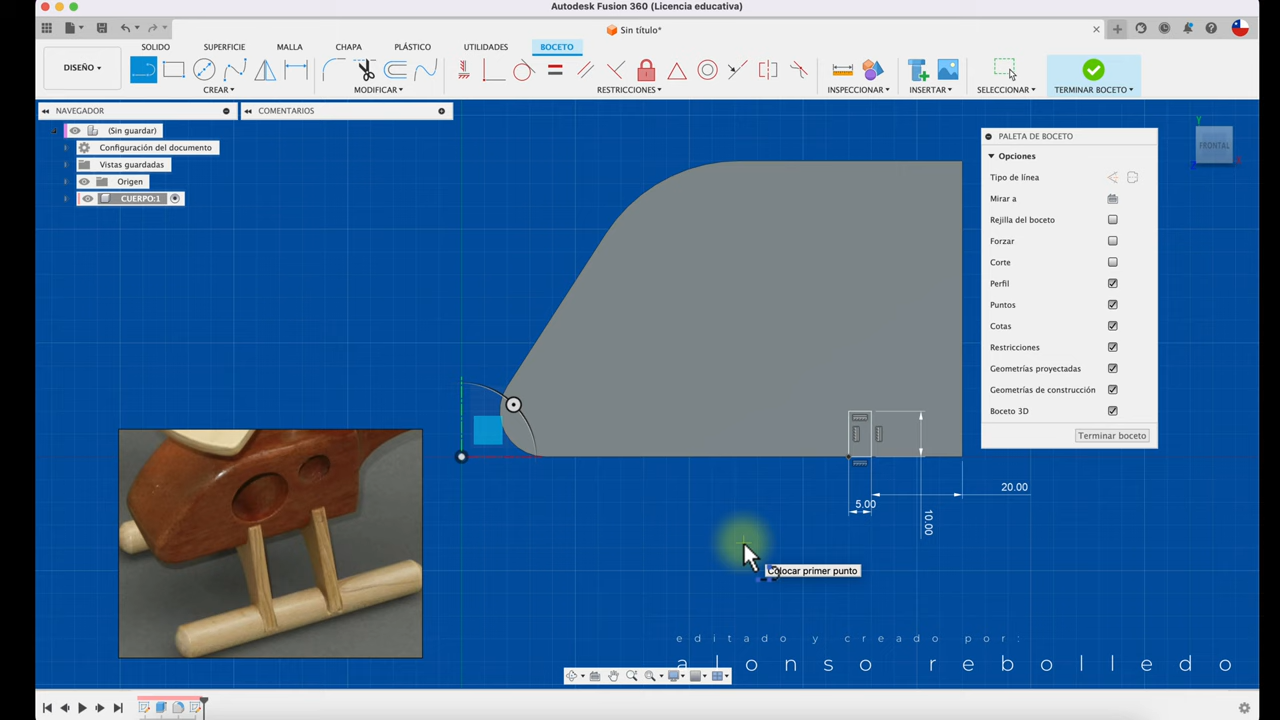 Autodesk Fusion 360 (Licencia educativa)
Sin título*
DISEÑO
SOLIDO
SUPERFICIE
MALLA
CHAPA
PLÁSTICO
UTILIDADES
BOCETO
CREAR
MODIFICAR
RESTRICCIONES
INSPECCIONAR
INSERTAR
SELECCIONAR
TERMINAR BOCETO
NAVEGADOR
COMENTARIOS
(Sin guardar)
Configuración del documento
Vistas guardadas
Origen
CUERPO:1
PALETA DE BOCETO
Opciones
Tipo de línea
Mirar a
Rejilla del boceto
Forzar
Corte
Perfil
Puntos
Cotas
Restricciones
Geometrías proyectadas
Geometrías de construcción
Boceto 3D
Terminar boceto
Y
FRONTAL
20.00
5.00
10.00
Colocar primer punto
editado y creado por:
alonso rebolledo